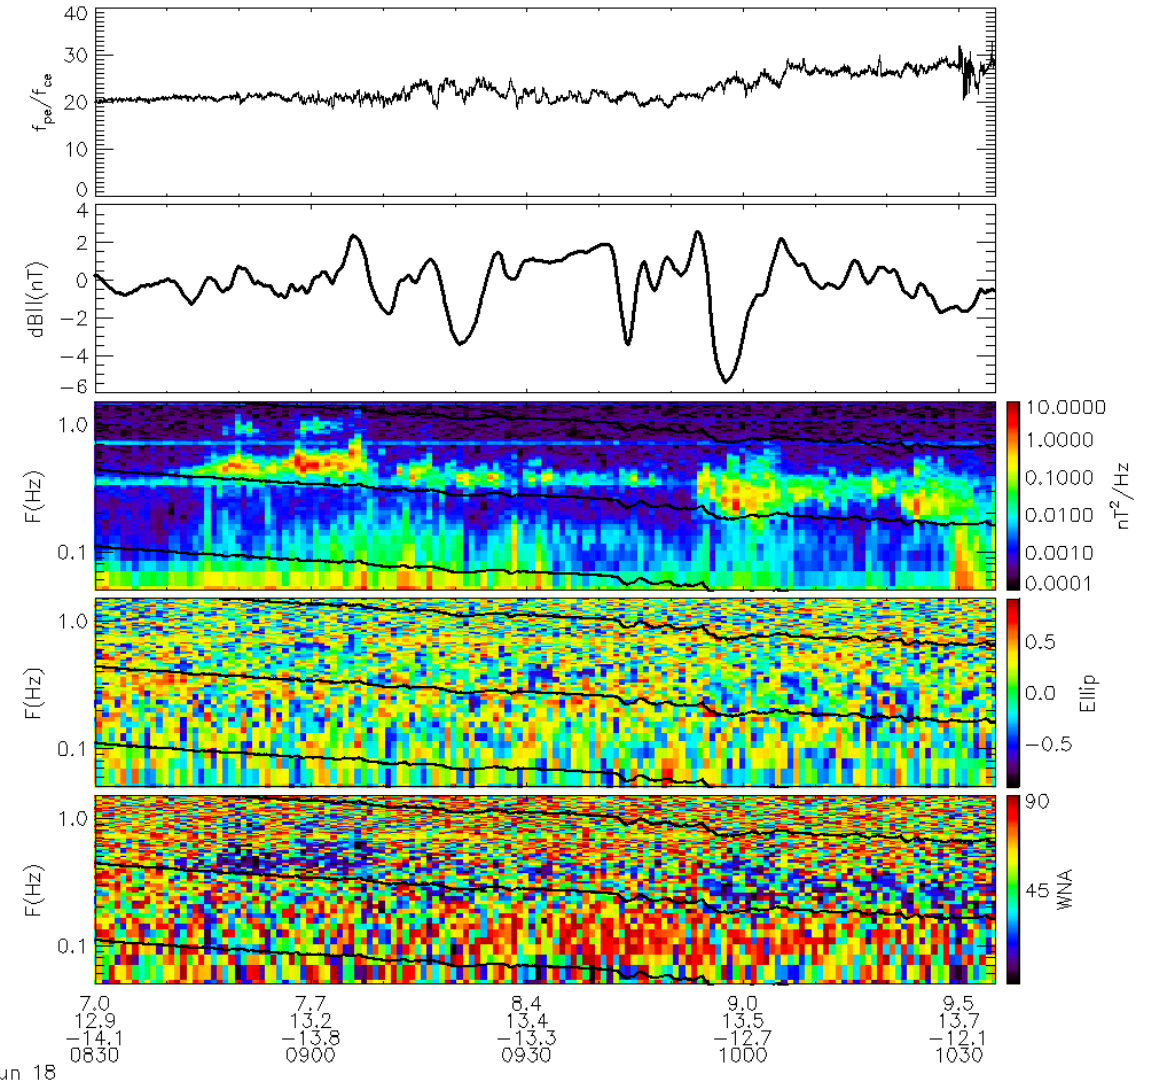 40
30
20
10
0
fpe/fce
4
2
0
−2
−4
−6
dB||(nT)
1.0
0.1
F(Hz)
10.0000
1.0000
0.1000
0.0100
0.0010
0.0001
nT²/Hz
1.0
0.1
F(Hz)
0.5
0.0
−0.5
Ellip
1.0
0.1
F(Hz)
90
45
WNA
7.0 7.7 8.4 9.0 9.5
12.9 13.2 13.4 13.5 13.7
−14.1 −13.8 −13.3 −12.7 −12.1
0830 0900 0930 1000 1030
un 18